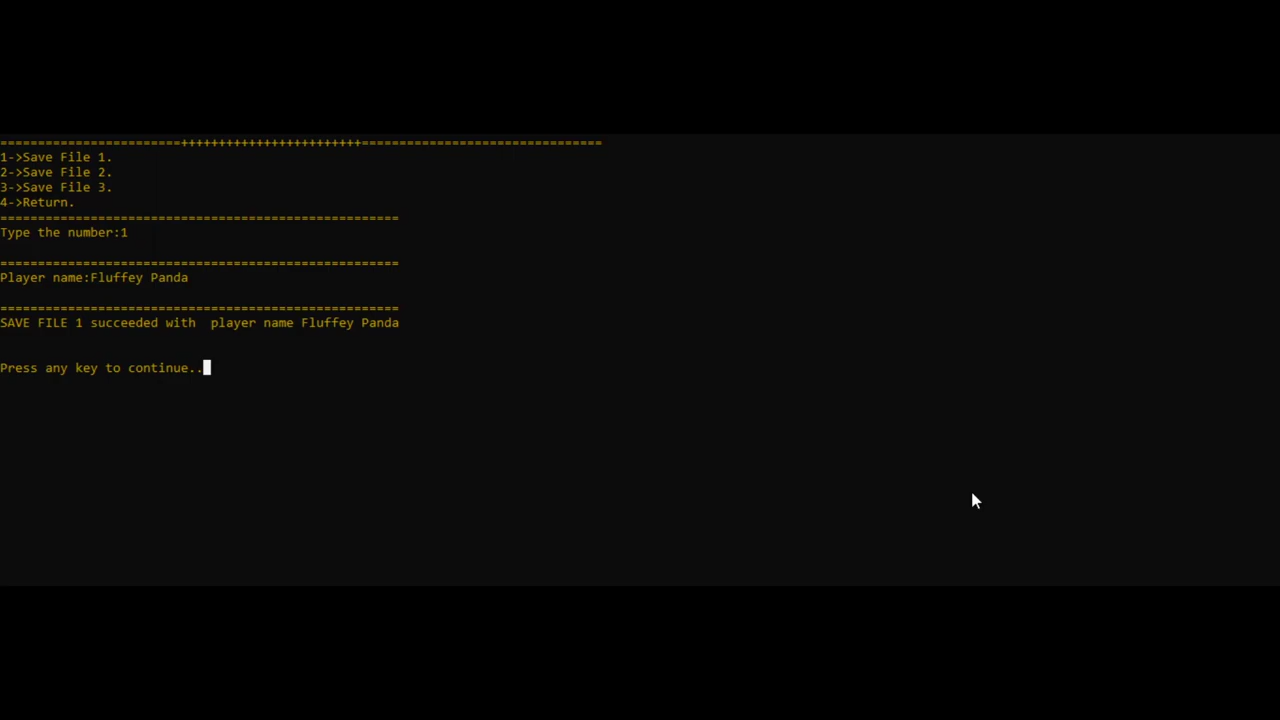 ========================++++++++++++++++++++++++================================
1->Save File 1.
2->Save File 2.
3->Save File 3.
4->Return.
=====================================================
Type the number:1
=====================================================
Player name:Fluffey Panda
=====================================================
SAVE FILE 1 succeeded with  player name Fluffey Panda
Press any key to continue..